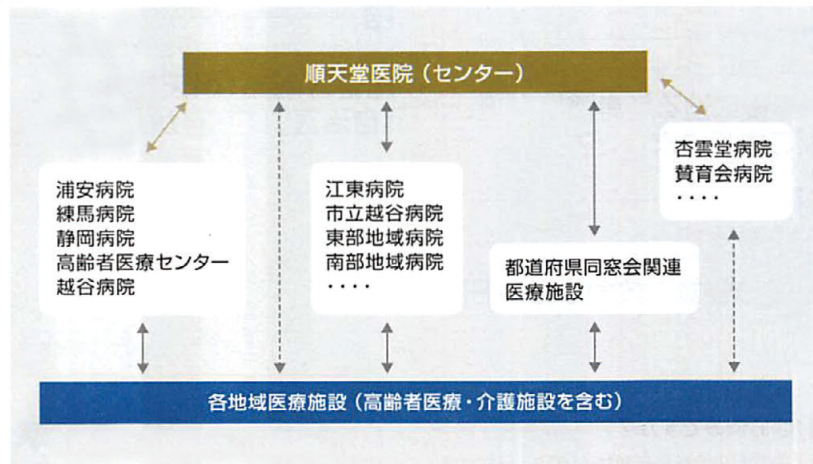 順天堂医院（センター）
浦安病院
練馬病院
静岡病院
高齢者医療センター
越谷病院
江東病院
市立越谷病院
東部地域病院
南部地域病院
・・・・
都道府県同窓会関連
医療施設
杏雲堂病院
賛育会病院
・・・・
各地域医療施設（高齢者医療・介護施設を含む）